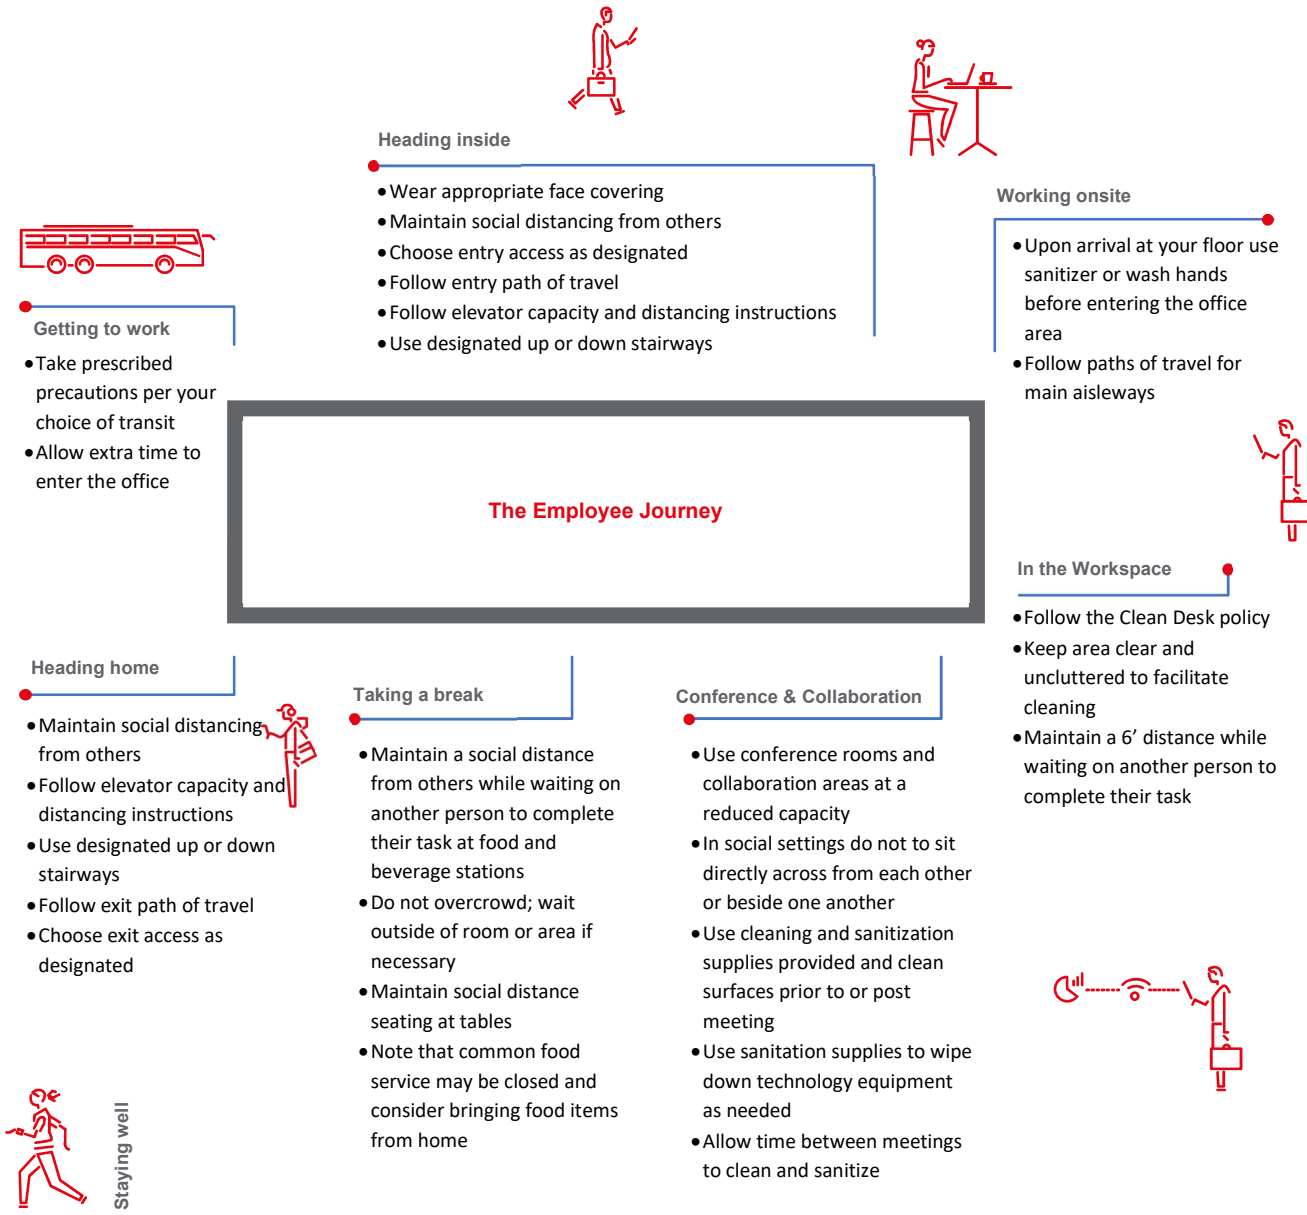 Heading inside
•Wear appropriate face covering
•Maintain social distancing from others
•Choose entry access as designated
•Follow entry path of travel
•Follow elevator capacity and distancing instructions
•Use designated up or down stairways
Working onsite
•Upon arrival at your floor use
sanitizer or wash hands
before entering the office
area
•Follow paths of travel for
main aisleways
Getting to work
•Take prescribed
precautions per your
choice of transit
•Allow extra time to
enter the office
The Employee Journey
In the Workspace
•Follow the Clean Desk policy
•Keep area clear and
uncluttered to facilitate
cleaning
•Maintain a 6’ distance while
waiting on another person to
complete their task
Heading home
•Maintain social distancing
from others
•Follow elevator capacity and
distancing instructions
•Use designated up or down
stairways
•Follow exit path of travel
•Choose exit access as
designated
Taking a break
•Maintain a social distance
from others while waiting on
another person to complete
their task at food and
beverage stations
•Do not overcrowd; wait
outside of room or area if
necessary
•Maintain social distance
seating at tables
•Note that common food
service may be closed and
consider bringing food items
from home
Conference & Collaboration
•Use conference rooms and
collaboration areas at a
reduced capacity
•In social settings do not to sit
directly across from each other
or beside one another
•Use cleaning and sanitization
supplies provided and clean
surfaces prior to or post
meeting
•Use sanitation supplies to wipe
down technology equipment
as needed
•Allow time between meetings
to clean and sanitize
Staying well